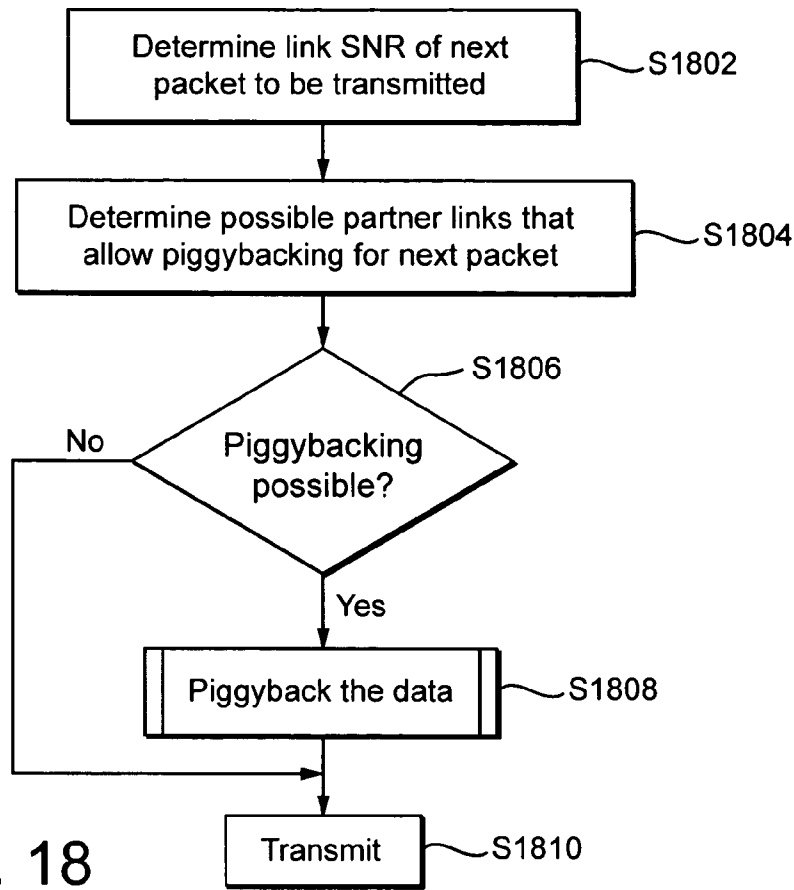 Determine link SNR of next
packet to be transmitted
S1802
Determine possible partner links that
allow piggybacking for next packet
S1804
S1806
No
Piggybacking
possible?
Yes
Piggyback the data
S1808
Transmit
S1810
. 18